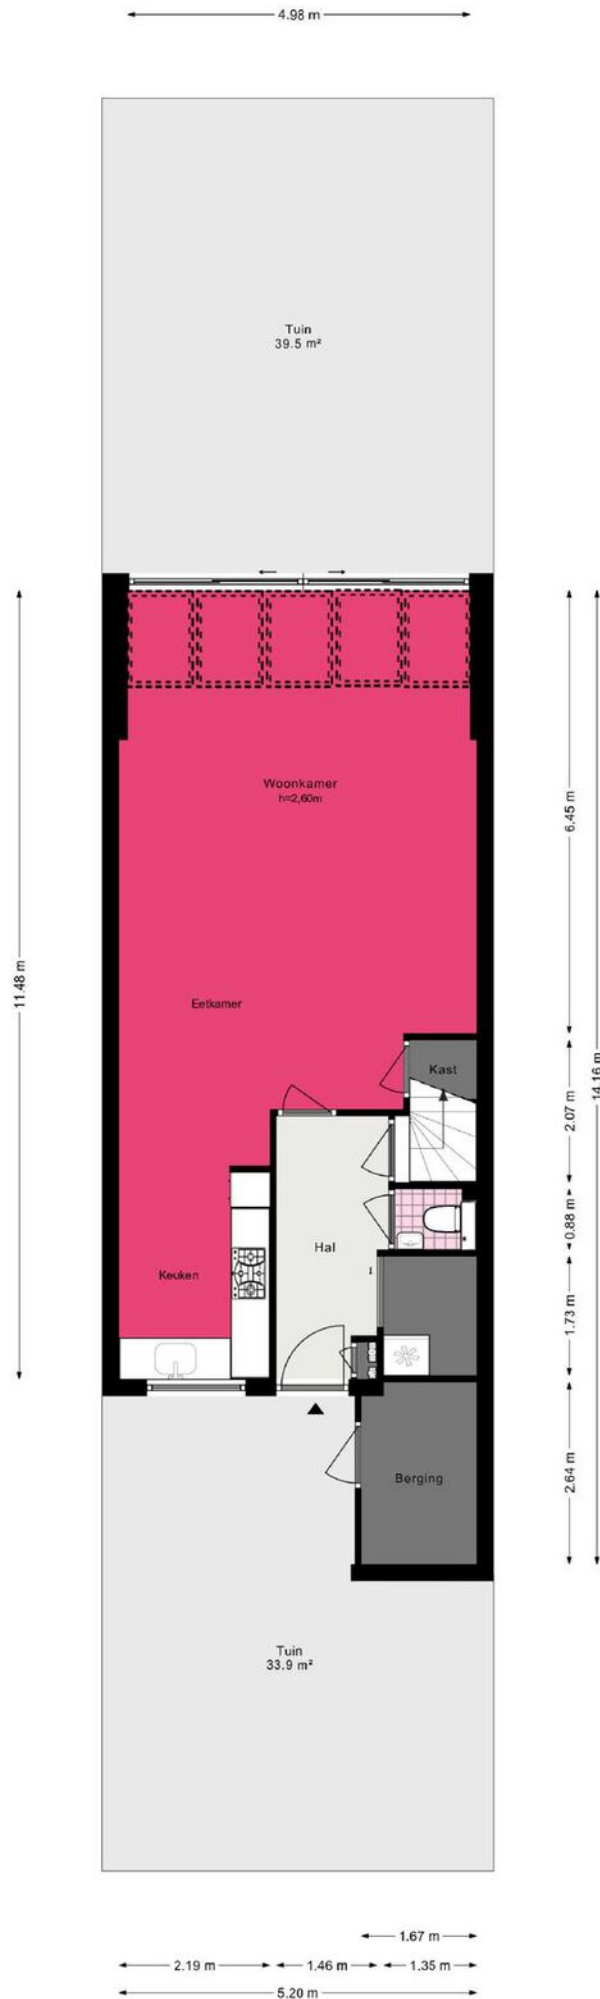 4.98 m
Tuin
39.5 m²
Woonkamer
h=2,60m
6.45 m
11.48 m
Eetkamer
Kast
14.16 m
2.07 m
0.88 m
Hal
Keuken
1.73 m
Berging
2.64 m
Tuin
33.9 m²
1.67 m
2.19 m
1.46 m
1.35 m
5.20 m